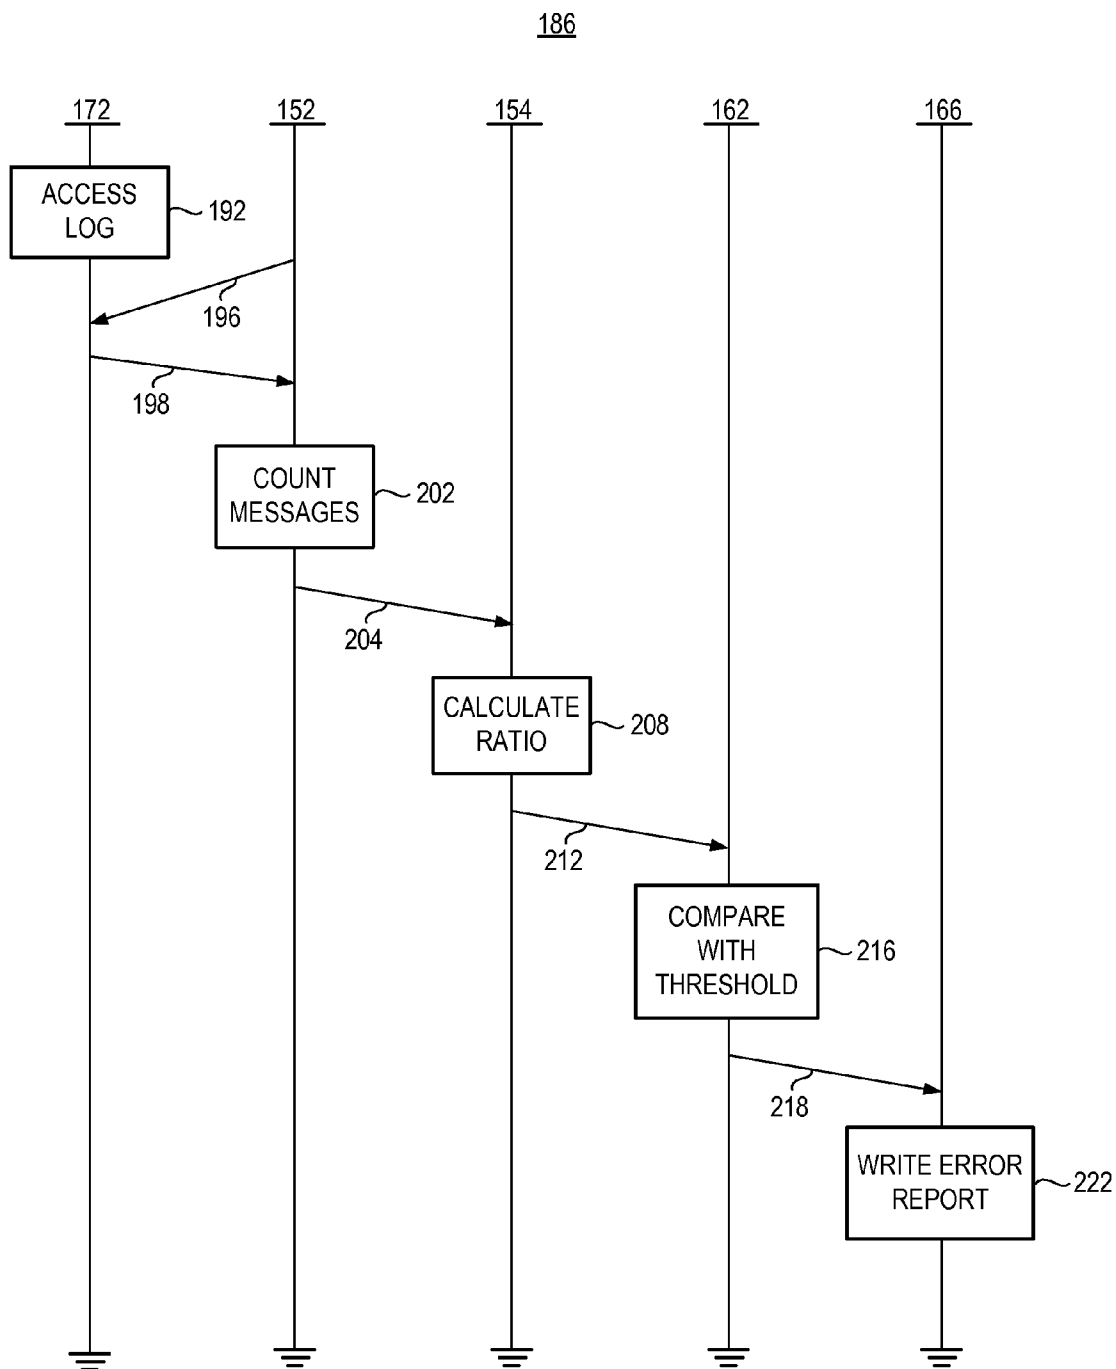 186
172 152 154 162 166
ACCESS
LOG
192
196
198
COUNT
MESSAGES
202
204
CALCULATE
RATIO
208
212
COMPARE
WITH
THRESHOLD
216
218
WRITE ERROR
REPORT
222